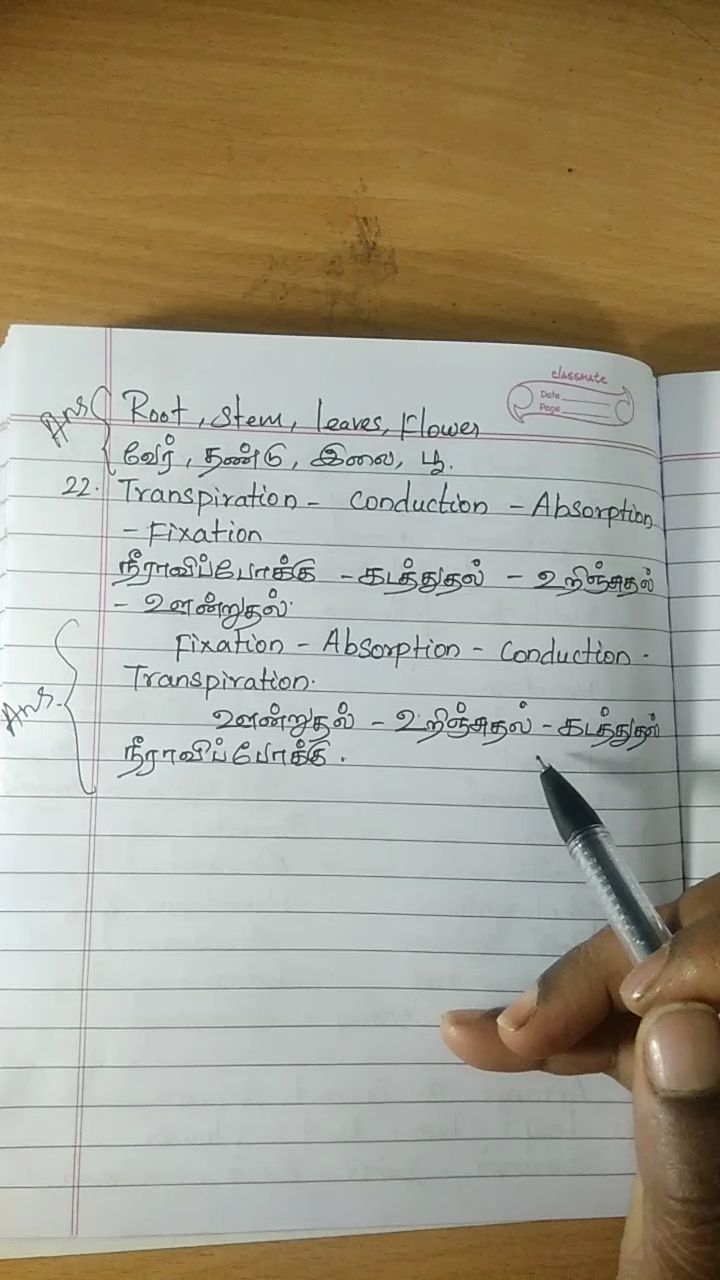 classmate
Date
Page
Ans Root, Stem, leaves, Flower
வேர், தண்டு, இலை, பூ.
22. Transpiration - Conduction - Absorption
- Fixation
நீராவிப்போக்கு - கடத்துதல் - உறிஞ்சுதல்
- ஊன்றுதல்.
Fixation - Absorption - Conduction -
Ans. Transpiration.
ஊன்றுதல் - உறிஞ்சுதல் - கடத்துதல்
நீராவிப்போக்கு.